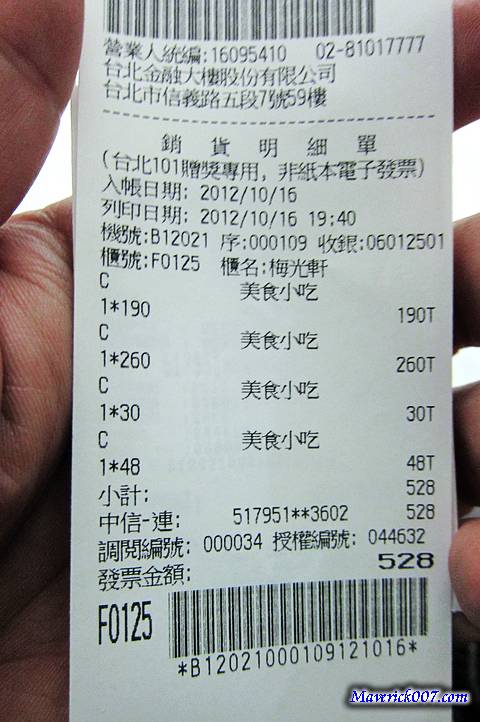 營業人統編:16095410 02-81017777
台北金融大樓股份有限公司
台北市信義路五段7號59樓
銷貨明細單
(台北101贈獎專用,非紙本電子發票)
入帳日期: 2012/10/16
列印日期: 2012/10/16 19:40
機號:B12021 序:000109 收銀:06012501
櫃號:F0125 櫃名:梅光軒
C 美食小吃
1*190 190T
C 美食小吃
1*260 260T
C 美食小吃
1*30 30T
C 美食小吃
1*48 48T
小計: 528
中信-連: 517951**3602 528
調閱編號: 000034 授權編號: 044632
發票金額: 528
F0125
*B12021000109121016*
Maverick007.com